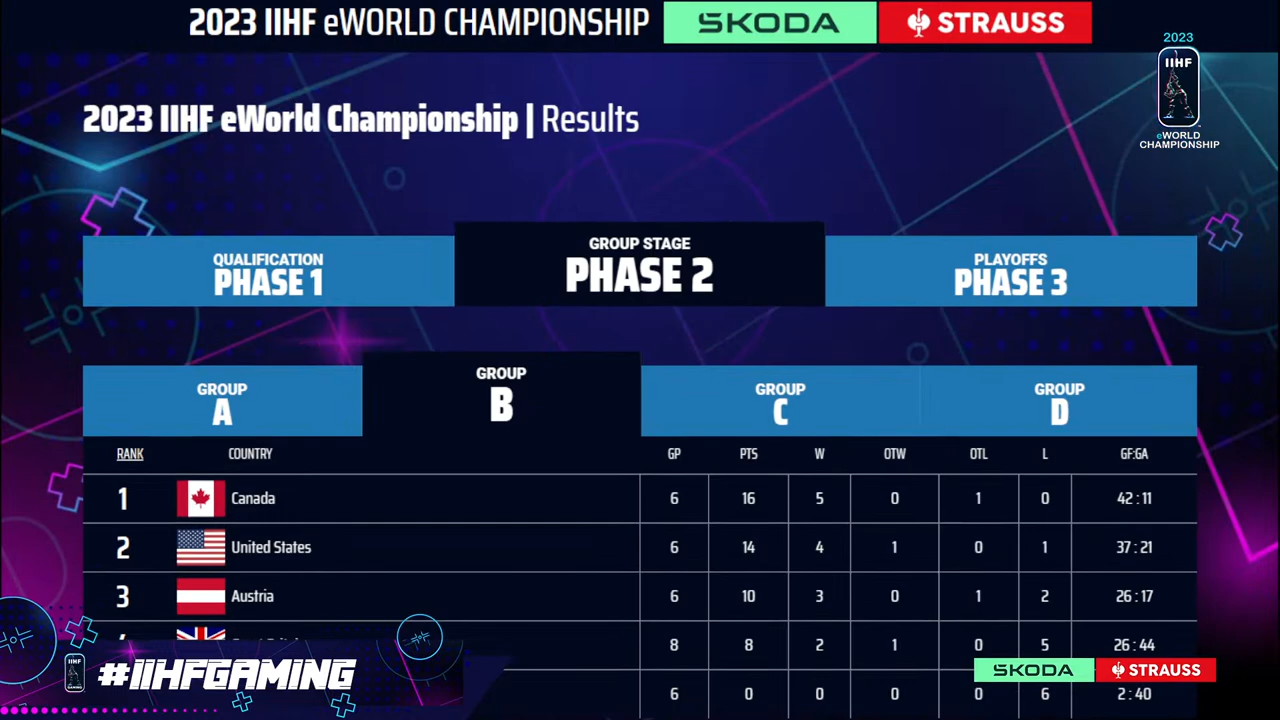 2023 IIHF eWORLD CHAMPIONSHIP ŠKODA STRAUSS
2023
IIHF
eWORLD
CHAMPIONSHIP
2023 IIHF eWorld Championship | Results
QUALIFICATION
PHASE 1
GROUP STAGE
PHASE 2
PLAYOFFS
PHASE 3
GROUP
A
GROUP
B
GROUP
C
GROUP
D
RANK COUNTRY GP PTS W OTW OTL L GF:GA
1 Canada 6 16 5 0 1 0 42 : 11
2 United States 6 14 4 1 0 1 37 : 21
3 Austria 6 10 3 0 1 2 26 : 17
8 8 2 1 0 5 26 : 44
IIHF
#IIHFGAMING
ŠKODA STRAUSS
6 0 0 0 0 6 2 : 40